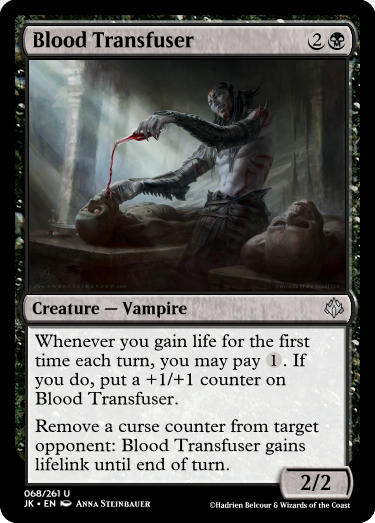 Blood Transfuser 2
Creature — Vampire
Whenever you gain life for the first
time each turn, you may pay 1. If
you do, put a +1/+1 counter on
Blood Transfuser.
Remove a curse counter from target
opponent: Blood Transfuser gains
lifelink until end of turn.
2/2
068/261 U
JK • EN Anna Steinbauer
©Hadrien Belcour & Wizards of the Coast